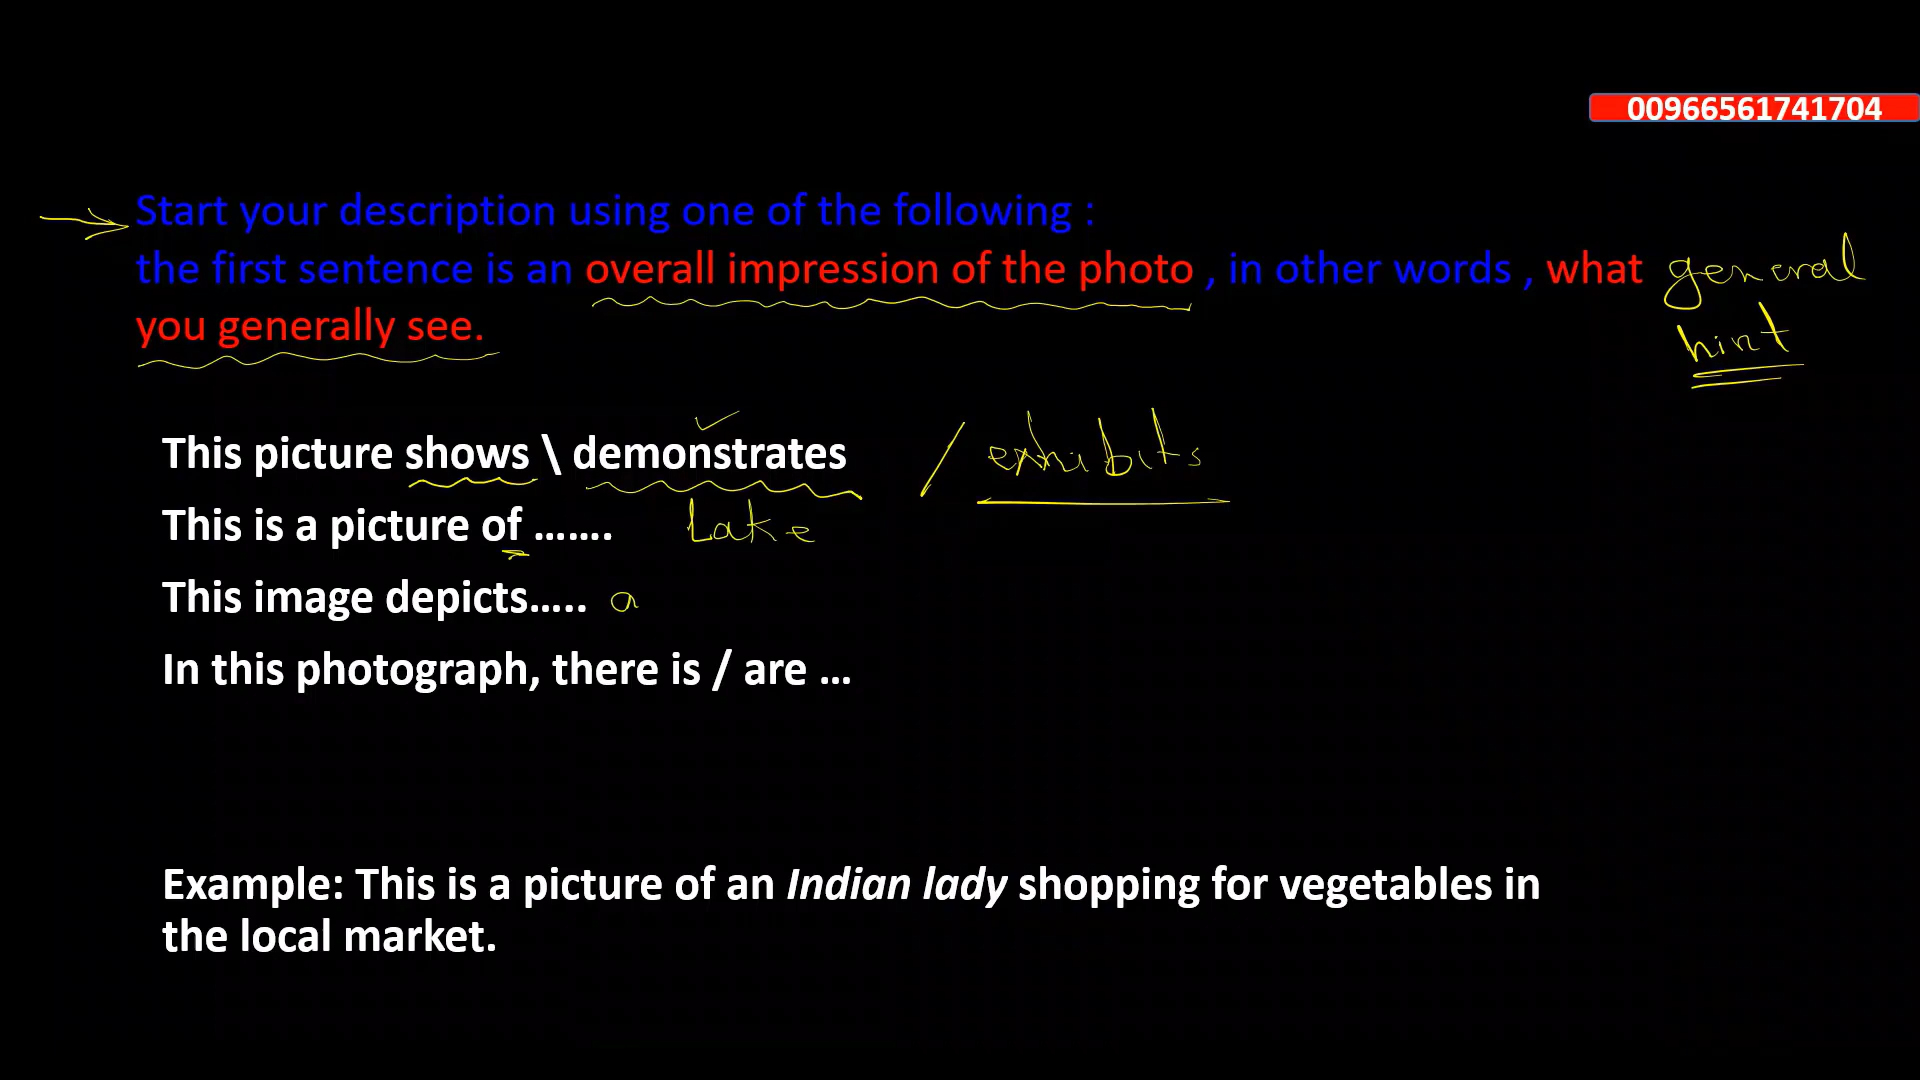 00966561741704
Start your description using one of the following :
the first sentence is an overall impression of the photo , in other words , what general
you generally see. hint
This picture shows \ demonstrates / exhibits
This is a picture of ....... Lake
This image depicts..... a
In this photograph, there is / are ...
Example: This is a picture of an Indian lady shopping for vegetables in
the local market.